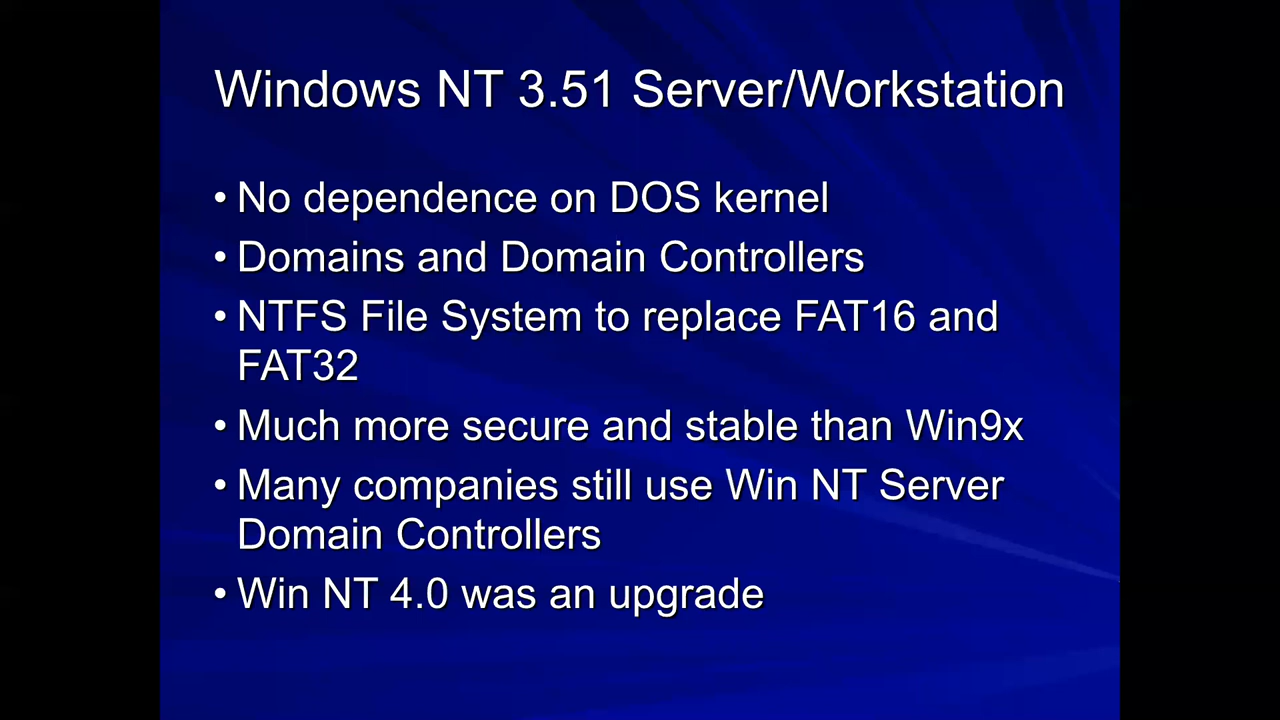 Windows NT 3.51 Server/Workstation
• No dependence on DOS kernel
• Domains and Domain Controllers
• NTFS File System to replace FAT16 and
FAT32
• Much more secure and stable than Win9x
• Many companies still use Win NT Server
Domain Controllers
• Win NT 4.0 was an upgrade